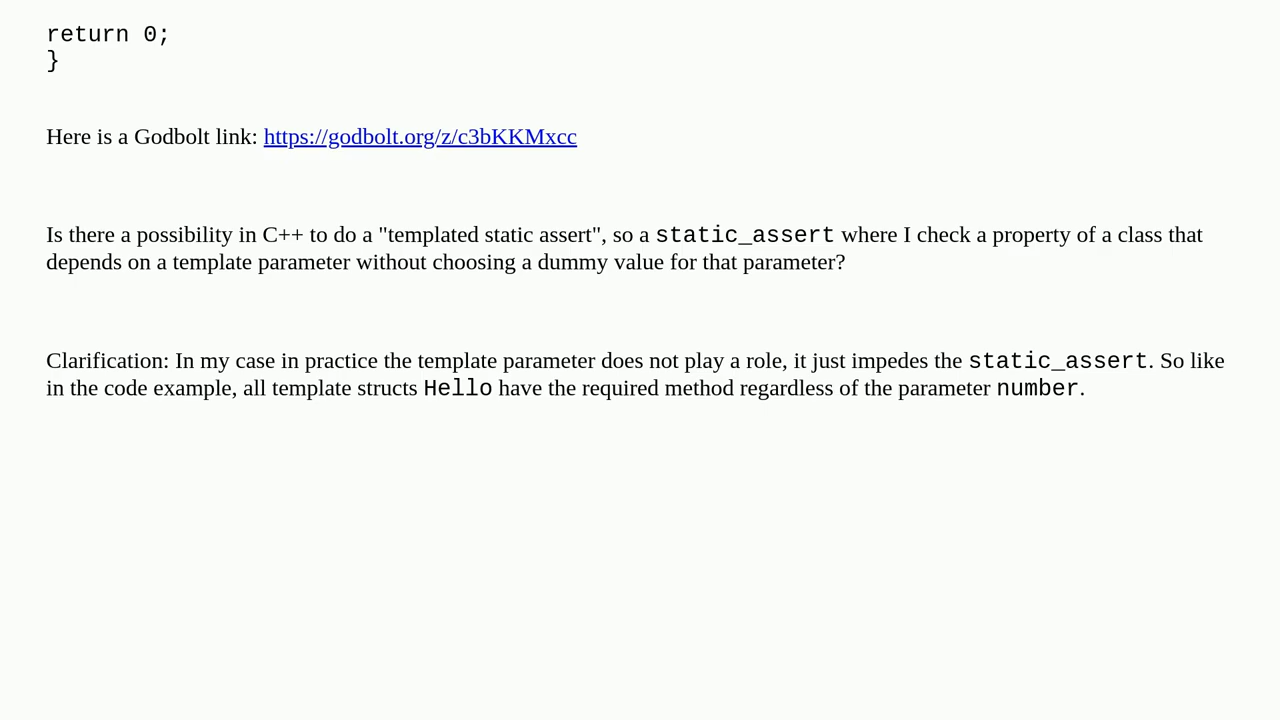 return 0;
}
Here is a Godbolt link: https://godbolt.org/z/c3bKKMxcc
Is there a possibility in C++ to do a "templated static assert", so a static_assert where I check a property of a class that
depends on a template parameter without choosing a dummy value for that parameter?
Clarification: In my case in practice the template parameter does not play a role, it just impedes the static_assert. So like
in the code example, all template structs Hello have the required method regardless of the parameter number.